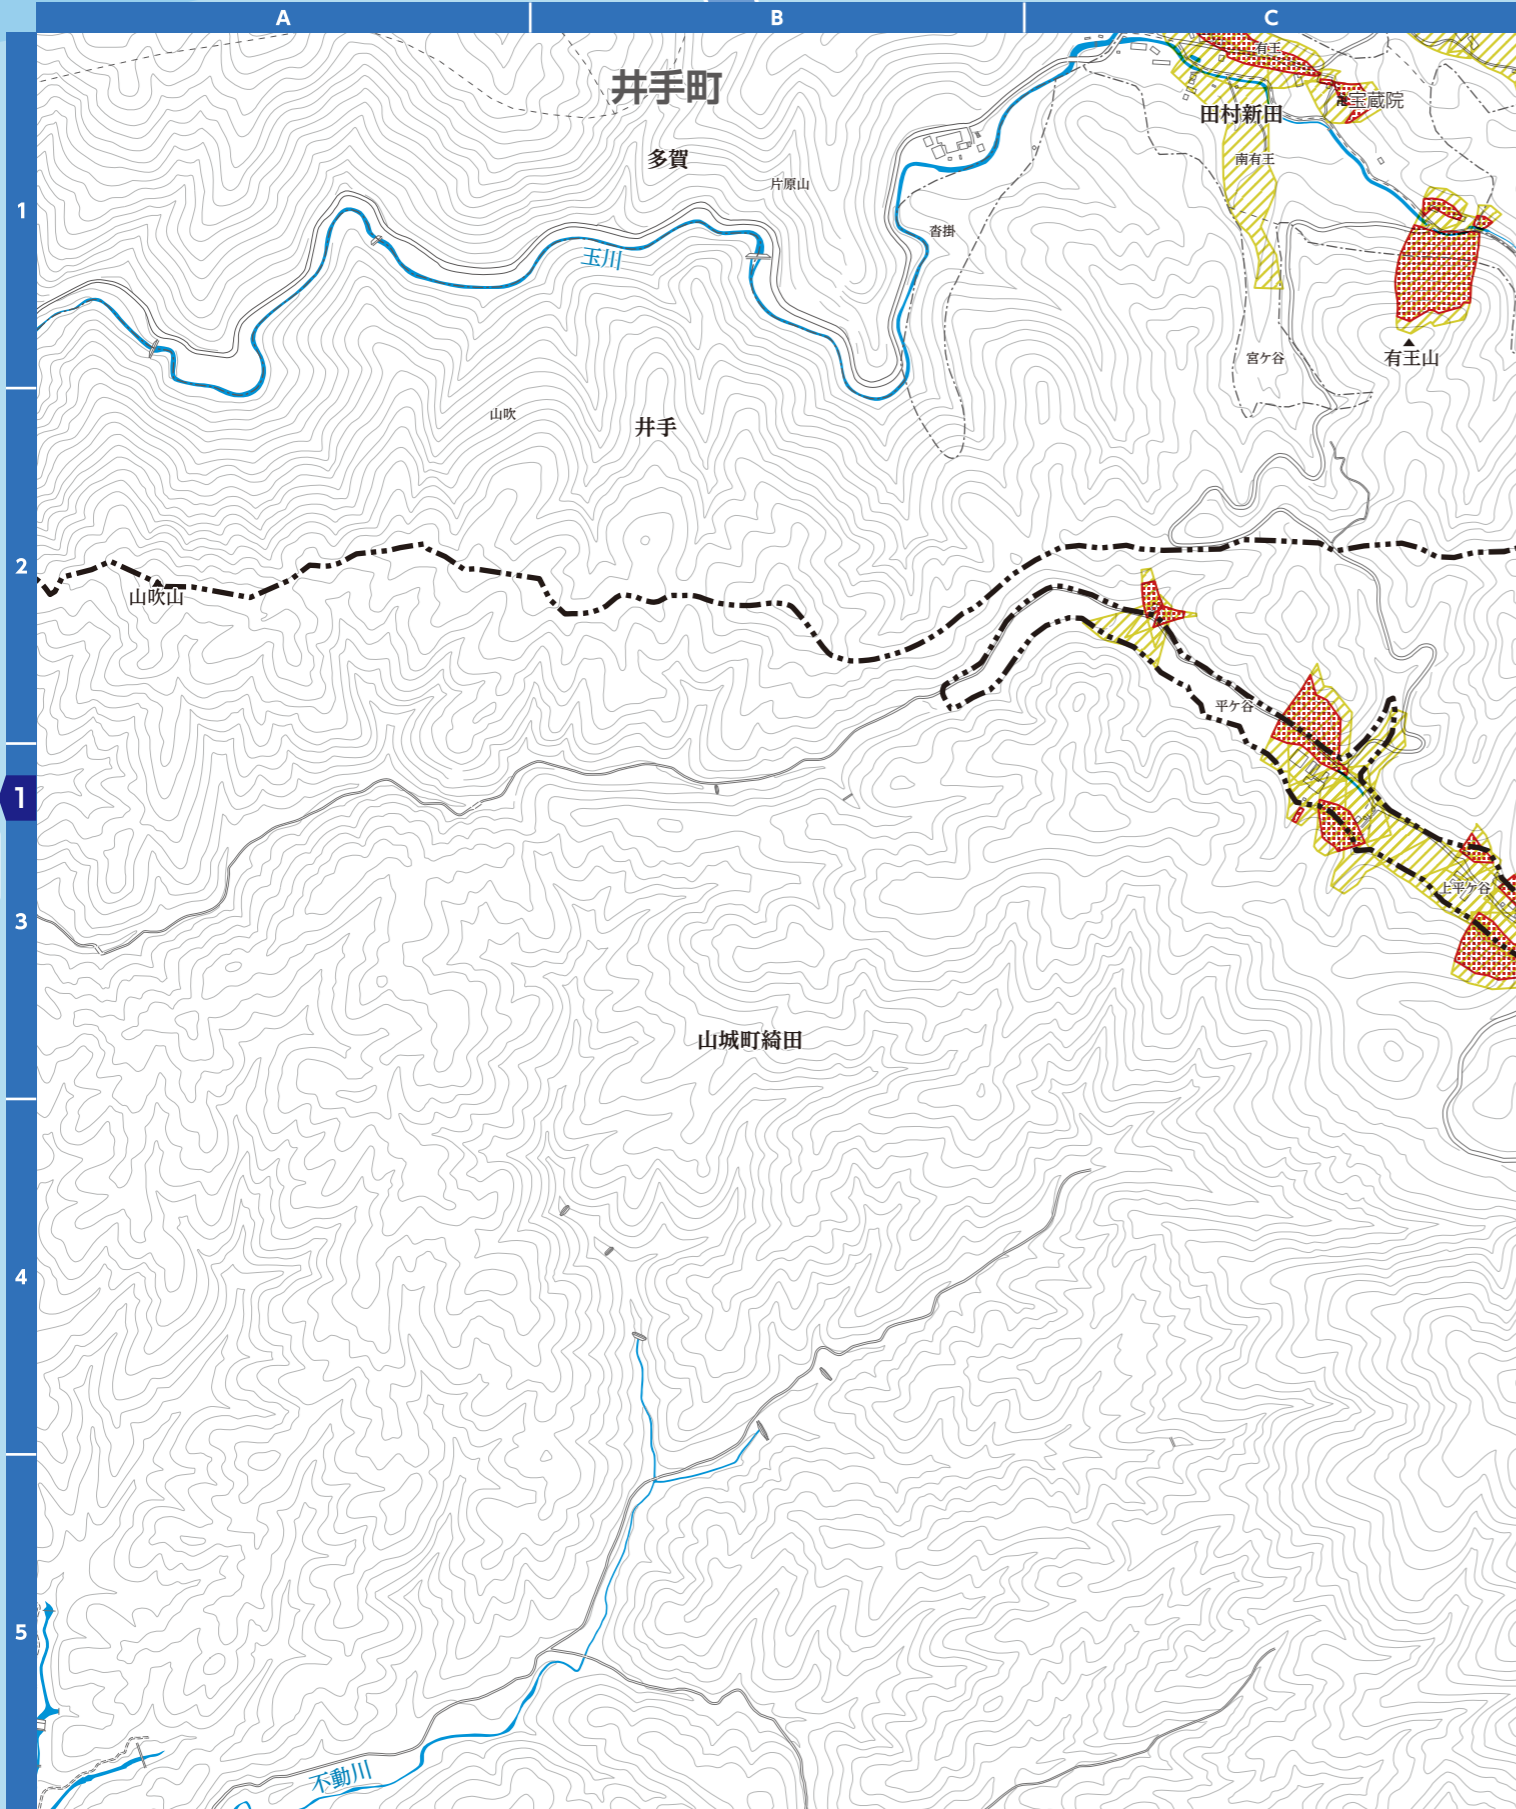 A
B
C
井手町
有王
宝蔵院
田村新田
多賀
南有王
片原山
1
沓掛
玉川
宮ケ谷
有王山
山吹
井手
2
山吹山
平ケ谷
1
上平ケ谷
3
山城町綺田
4
5
不動川